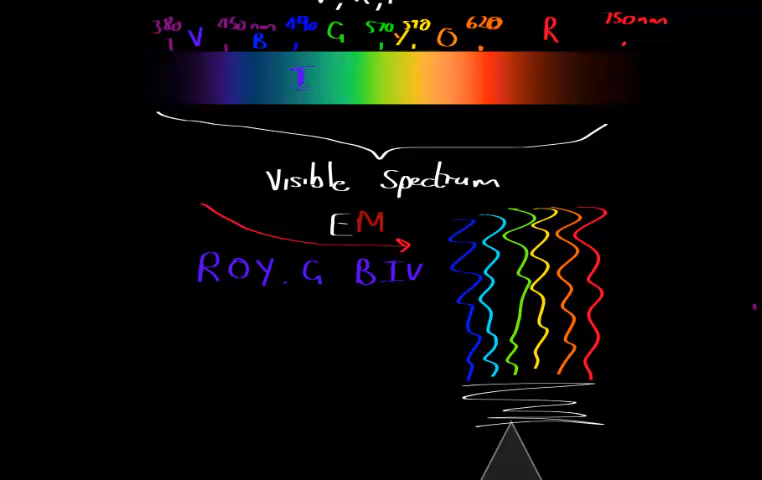 380 V 450nm B 490 G 570 Y 590 O 620 R 750nm
I
Visible Spectrum
EM
ROY. G BIV